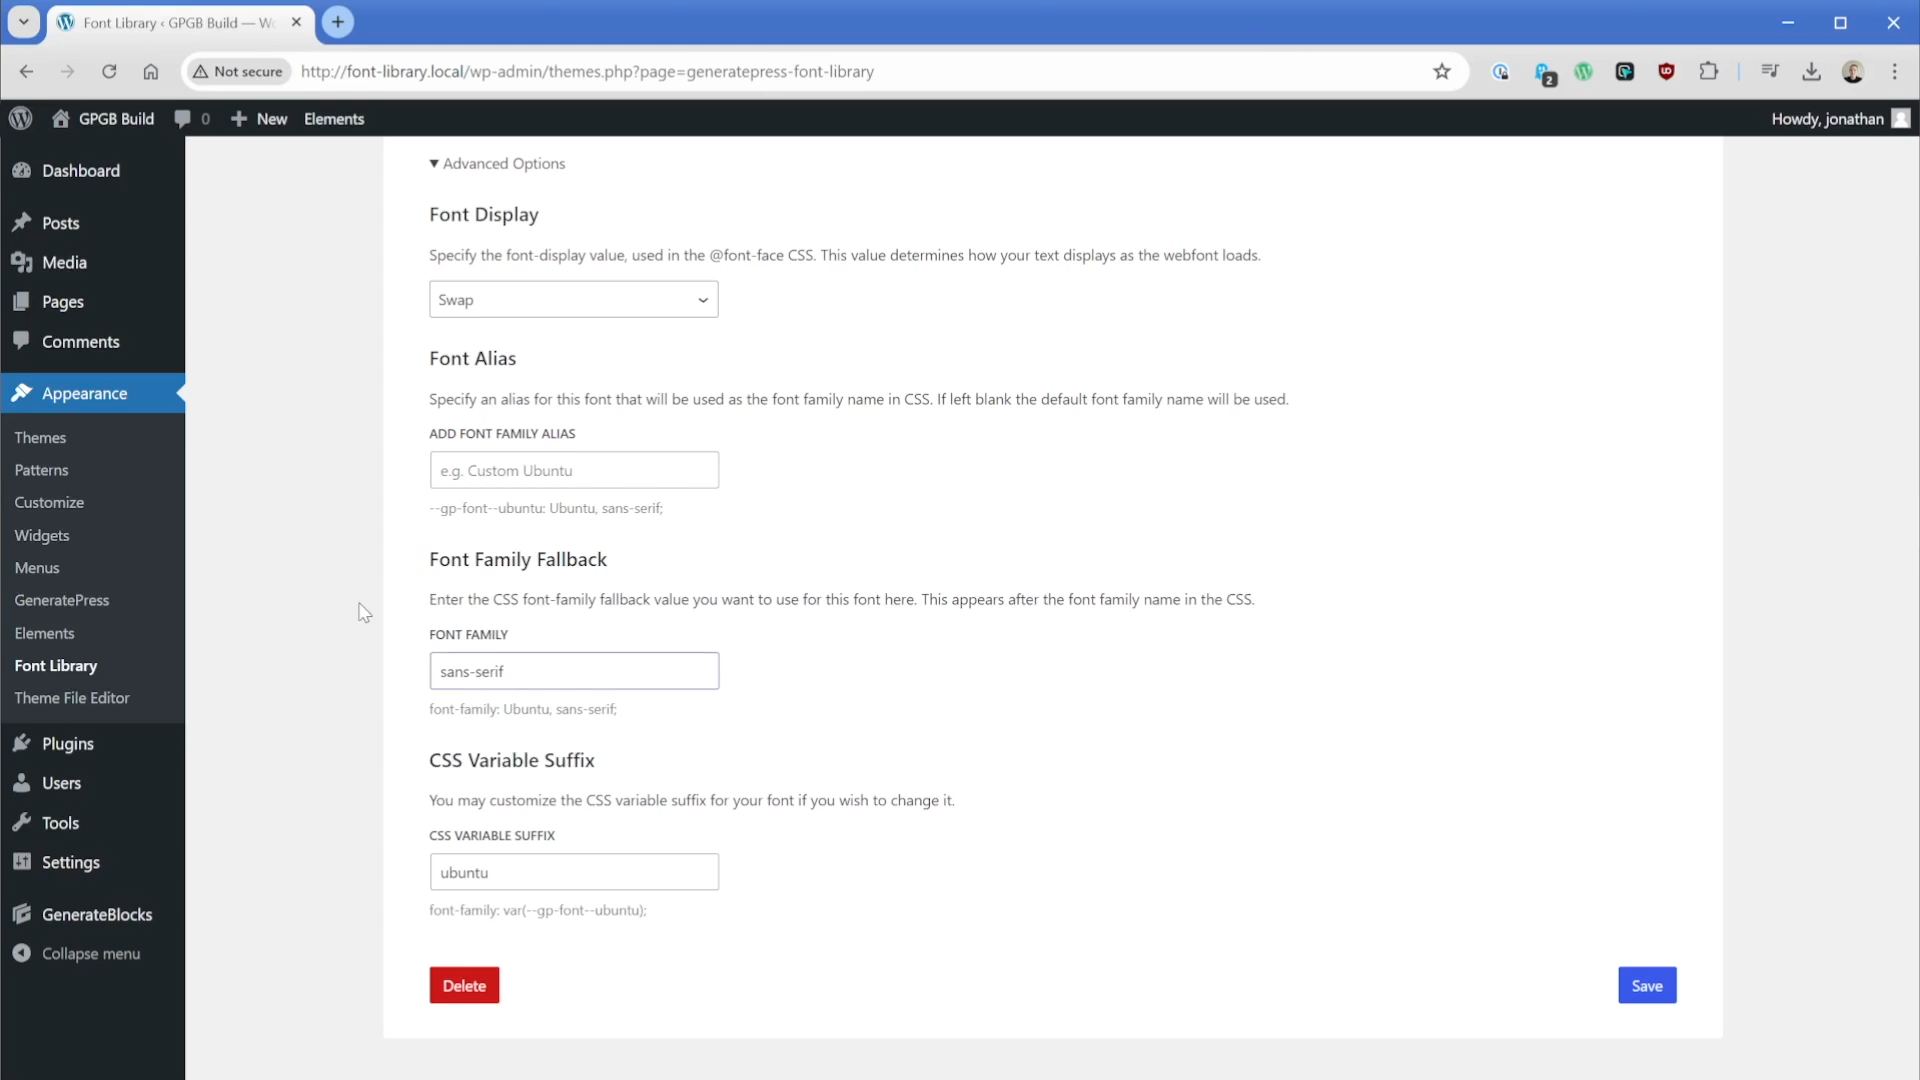 Font Library ‹ GPGB Build — Wo
Not secure
http://font-library.local/wp-admin/themes.php?page=generatepress-font-library
2
GPGB Build
0
New
Elements
Howdy, jonathan
Dashboard
Posts
Media
Pages
Comments
Appearance
Themes
Patterns
Customize
Widgets
Menus
GeneratePress
Elements
Font Library
Theme File Editor
Plugins
Users
Tools
Settings
GenerateBlocks
Collapse menu
Advanced Options
Font Display
Specify the font-display value, used in the @font-face CSS. This value determines how your text displays as the webfont loads.
Swap
Font Alias
Specify an alias for this font that will be used as the font family name in CSS. If left blank the default font family name will be used.
ADD FONT FAMILY ALIAS
e.g. Custom Ubuntu
--gp-font--ubuntu: Ubuntu, sans-serif;
Font Family Fallback
Enter the CSS font-family fallback value you want to use for this font here. This appears after the font family name in the CSS.
FONT FAMILY
sans-serif
font-family: Ubuntu, sans-serif;
CSS Variable Suffix
You may customize the CSS variable suffix for your font if you wish to change it.
CSS VARIABLE SUFFIX
ubuntu
font-family: var(--gp-font--ubuntu);
Delete
Save